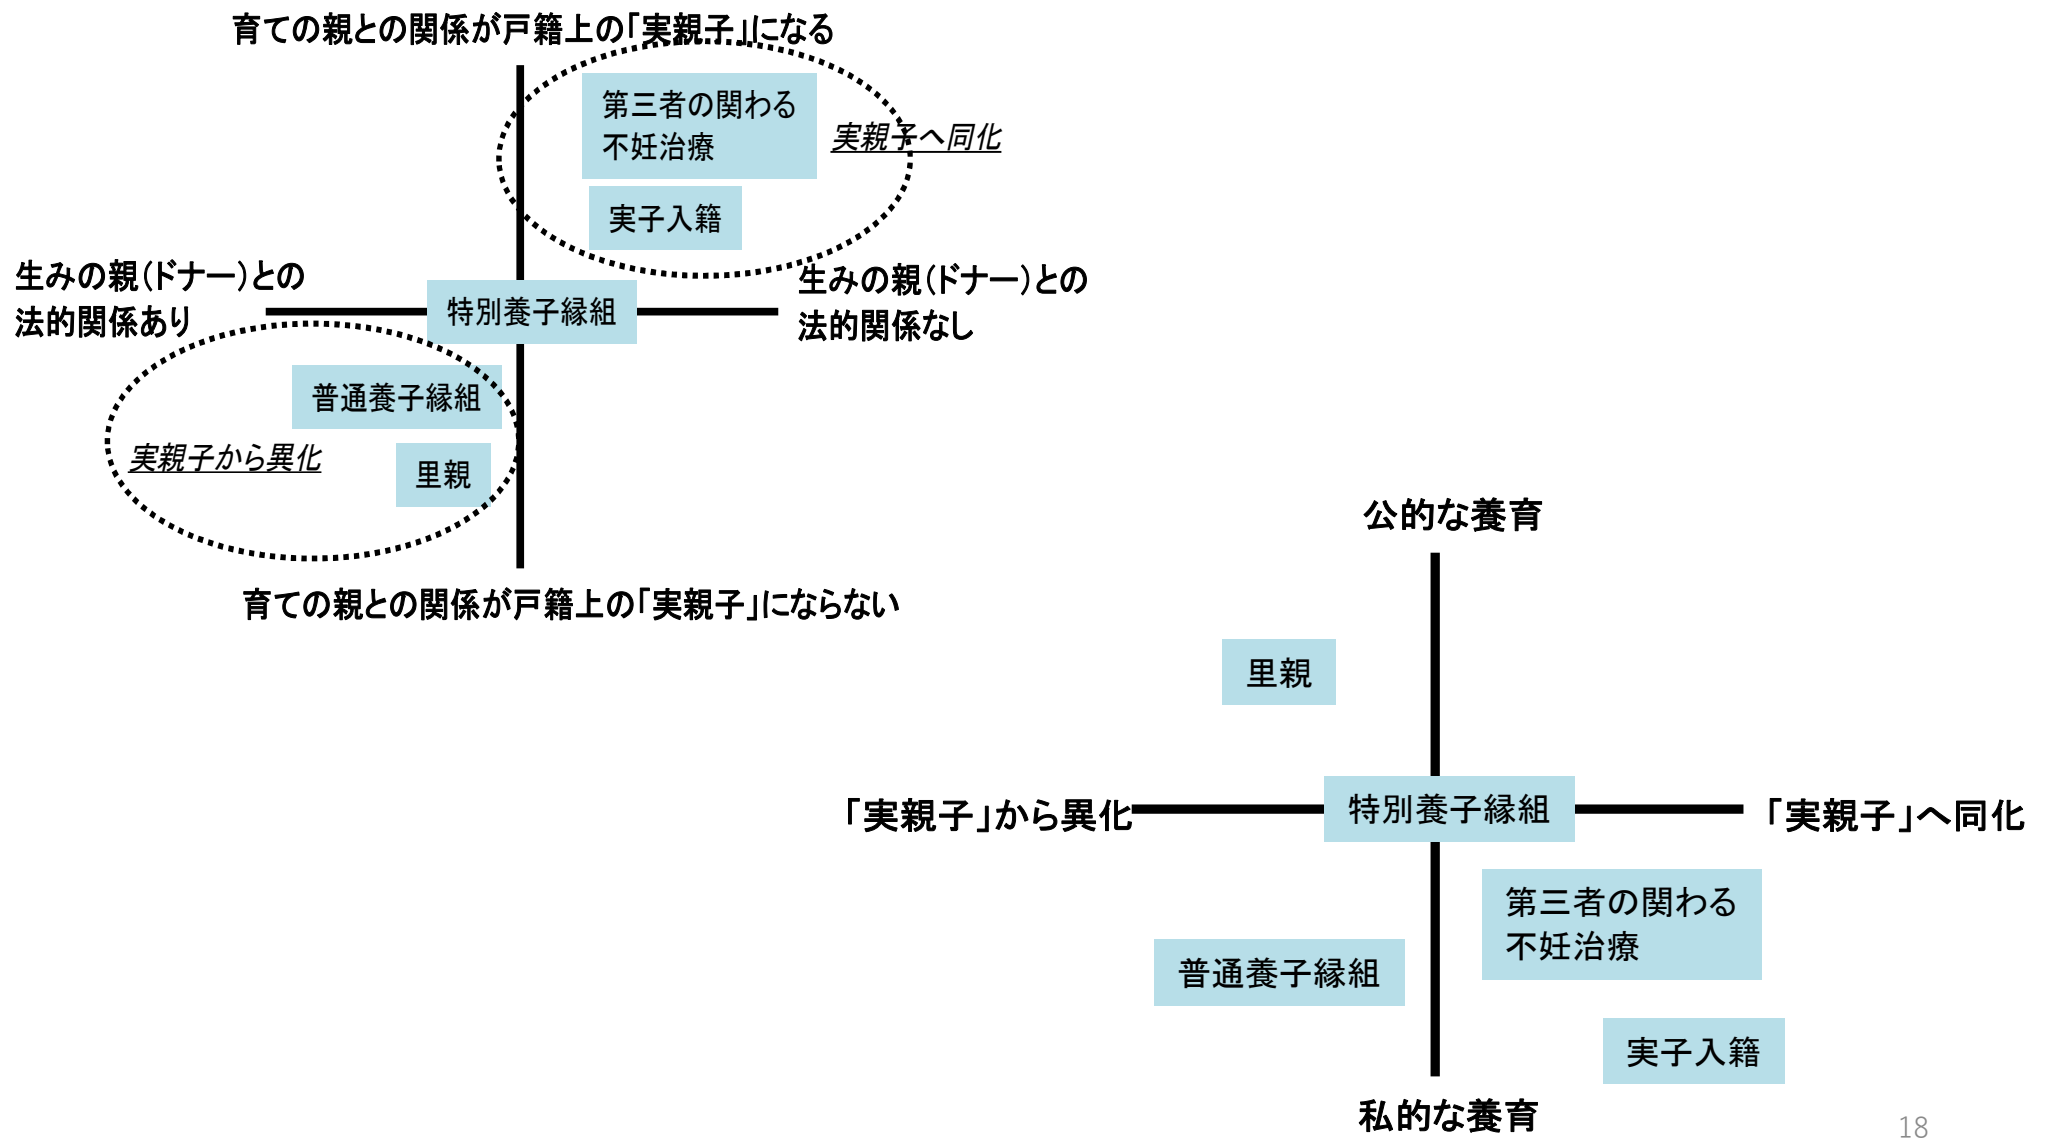 育ての親との関係が戸籍上の「実親子」になる
第三者の関わる
不妊治療
実親子へ同化
実子入籍
生みの親（ドナー）との
法的関係あり
特別養子縁組
生みの親（ドナー）との
法的関係なし
普通養子縁組
実親子から異化
里親
育ての親との関係が戸籍上の「実親子」にならない
公的な養育
里親
「実親子」から異化
特別養子縁組
「実親子」へ同化
第三者の関わる
不妊治療
普通養子縁組
実子入籍
私的な養育
18